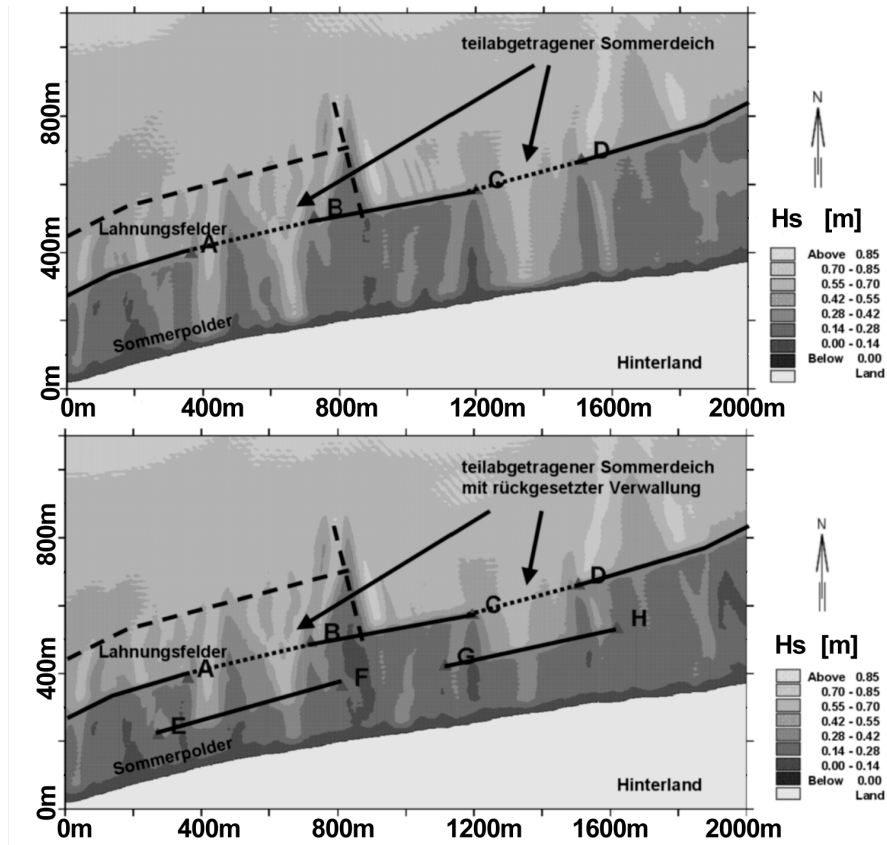 teilabgetragener Sommerdeich
N
800m
D
C
B
Lahnungsfelder
A
400m
Sommerpolder
Hinterland
0m
0m 400m 800m 1200m 1600m 2000m
Hs [m]
Above 0.85
0.70 - 0.85
0.55 - 0.70
0.42 - 0.55
0.28 - 0.42
0.14 - 0.28
0.00 - 0.14
Below 0.00
Land
teilabgetragener Sommerdeich
mit rückgesetzter Verwallung
N
800m
D
C
B
H
Lahnungsfelder
A
G
400m
F
E
Sommerpolder
Hinterland
0m
0m 400m 800m 1200m 1600m 2000m
Hs [m]
Above 0.85
0.70 - 0.85
0.55 - 0.70
0.42 - 0.55
0.28 - 0.42
0.14 - 0.28
0.00 - 0.14
Below 0.00
Land